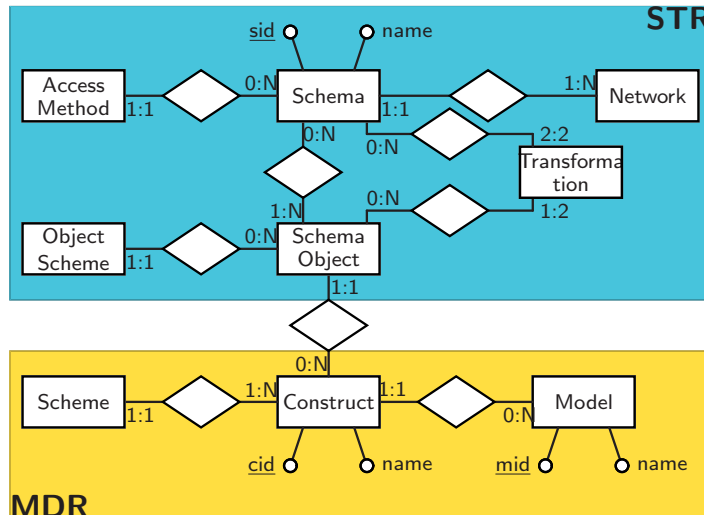 STR
sid
name
Access
Method
1:1
0:N
Schema
1:1
1:N
Network
0:N
0:N
2:2
Transforma
tion
1:2
0:N
1:N
Object
Scheme
1:1
0:N
Schema
Object
1:1
0:N
Scheme
1:1
1:N
Construct
1:1
0:N
Model
cid
name
mid
name
MDR